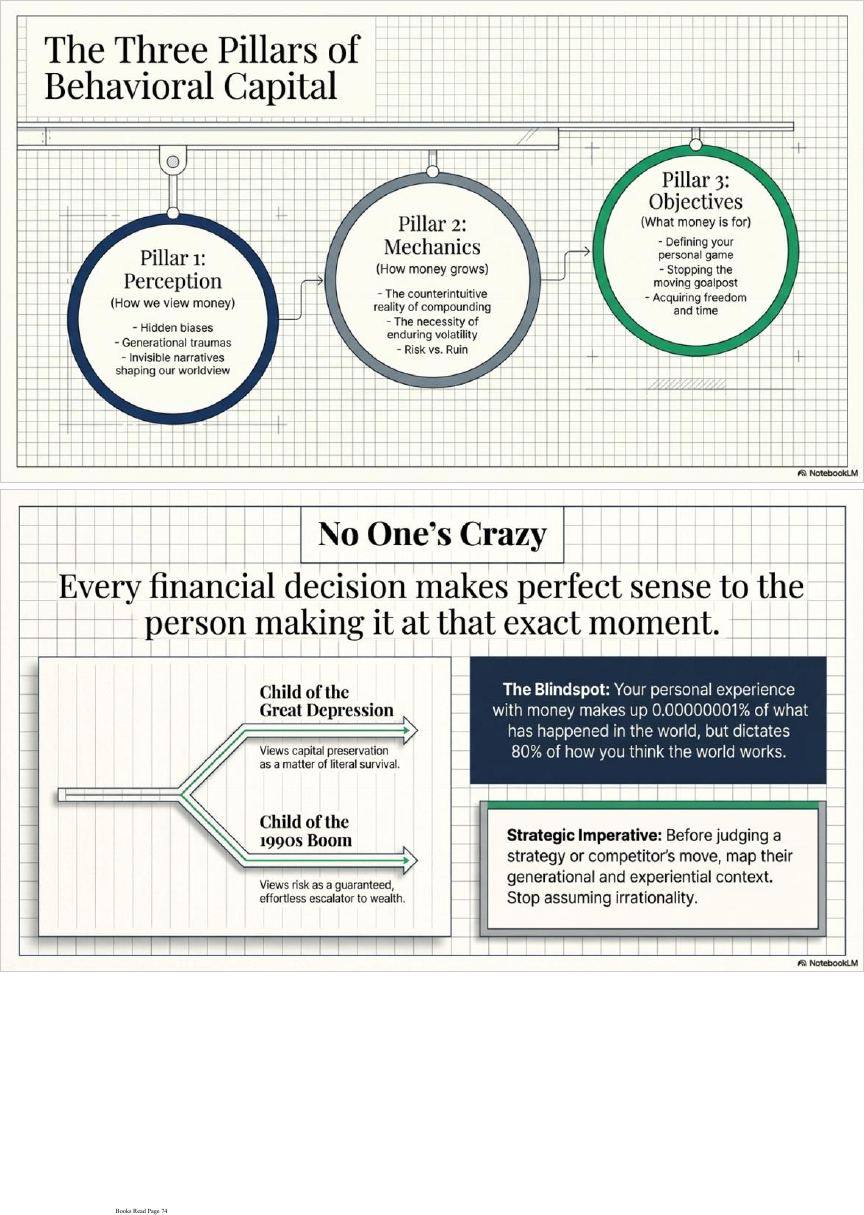 The Three Pillars of
Behavioral Capital
Pillar 1:
Perception
(How we view money)
- Hidden biases
- Generational traumas
- Invisible narratives
shaping our worldview
Pillar 2:
Mechanics
(How money grows)
- The counterintuitive
reality of compounding
- The necessity of
enduring volatility
- Risk vs. Ruin
Pillar 3:
Objectives
(What money is for)
- Defining your
personal game
- Stopping the
moving goalpost
- Acquiring freedom
and time
NotebookLM
No One’s Crazy
Every financial decision makes perfect sense to the
person making it at that exact moment.
Child of the
Great Depression
Views capital preservation
as a matter of literal survival.
Child of the
1990s Boom
Views risk as a guaranteed,
effortless escalator to wealth.
The Blindspot: Your personal experience
with money makes up 0.00000001% of what
has happened in the world, but dictates
80% of how you think the world works.
Strategic Imperative: Before judging a
strategy or competitor’s move, map their
generational and experiential context.
Stop assuming irrationality.
NotebookLM
Books Read Page 74